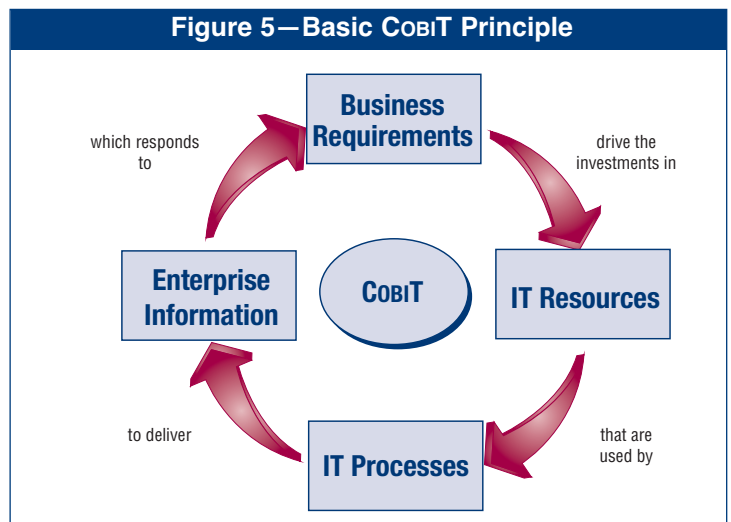 Figure 5—Basic COBIT Principle
Business
Requirements
which responds
to
drive the
investments in
Enterprise
Information
COBIT
IT Resources
to deliver
IT Processes
that are
used by